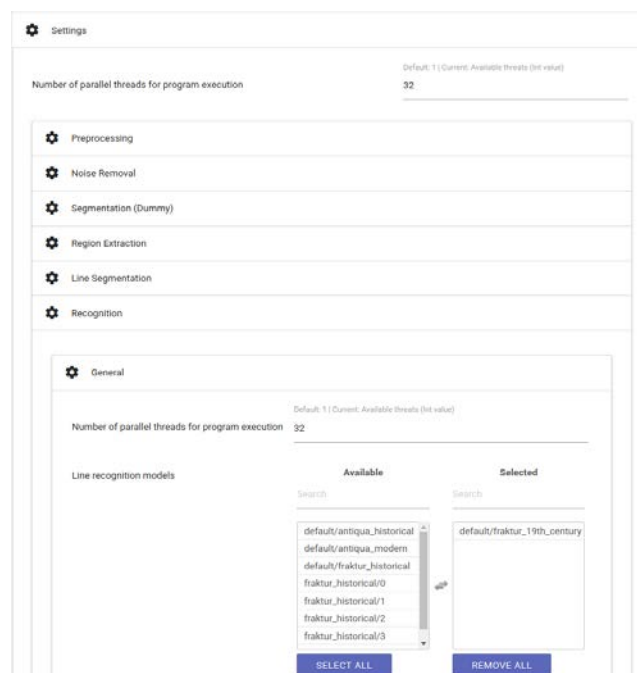 Settings
Default: 1 | Current: Available threats (Int value)
Number of parallel threads for program execution 32
Preprocessing
Noise Removal
Segmentation (Dummy)
Region Extraction
Line Segmentation
Recognition
General
Default: 1 | Current: Available threats (Int value)
Number of parallel threads for program execution 32
Line recognition models Available Selected
Search Search
default/antiqua_historical default/fraktur_19th_century
default/antiqua_modern
default/fraktur_historical
fraktur_historical/0
fraktur_historical/1
fraktur_historical/2
fraktur_historical/3
SELECT ALL REMOVE ALL